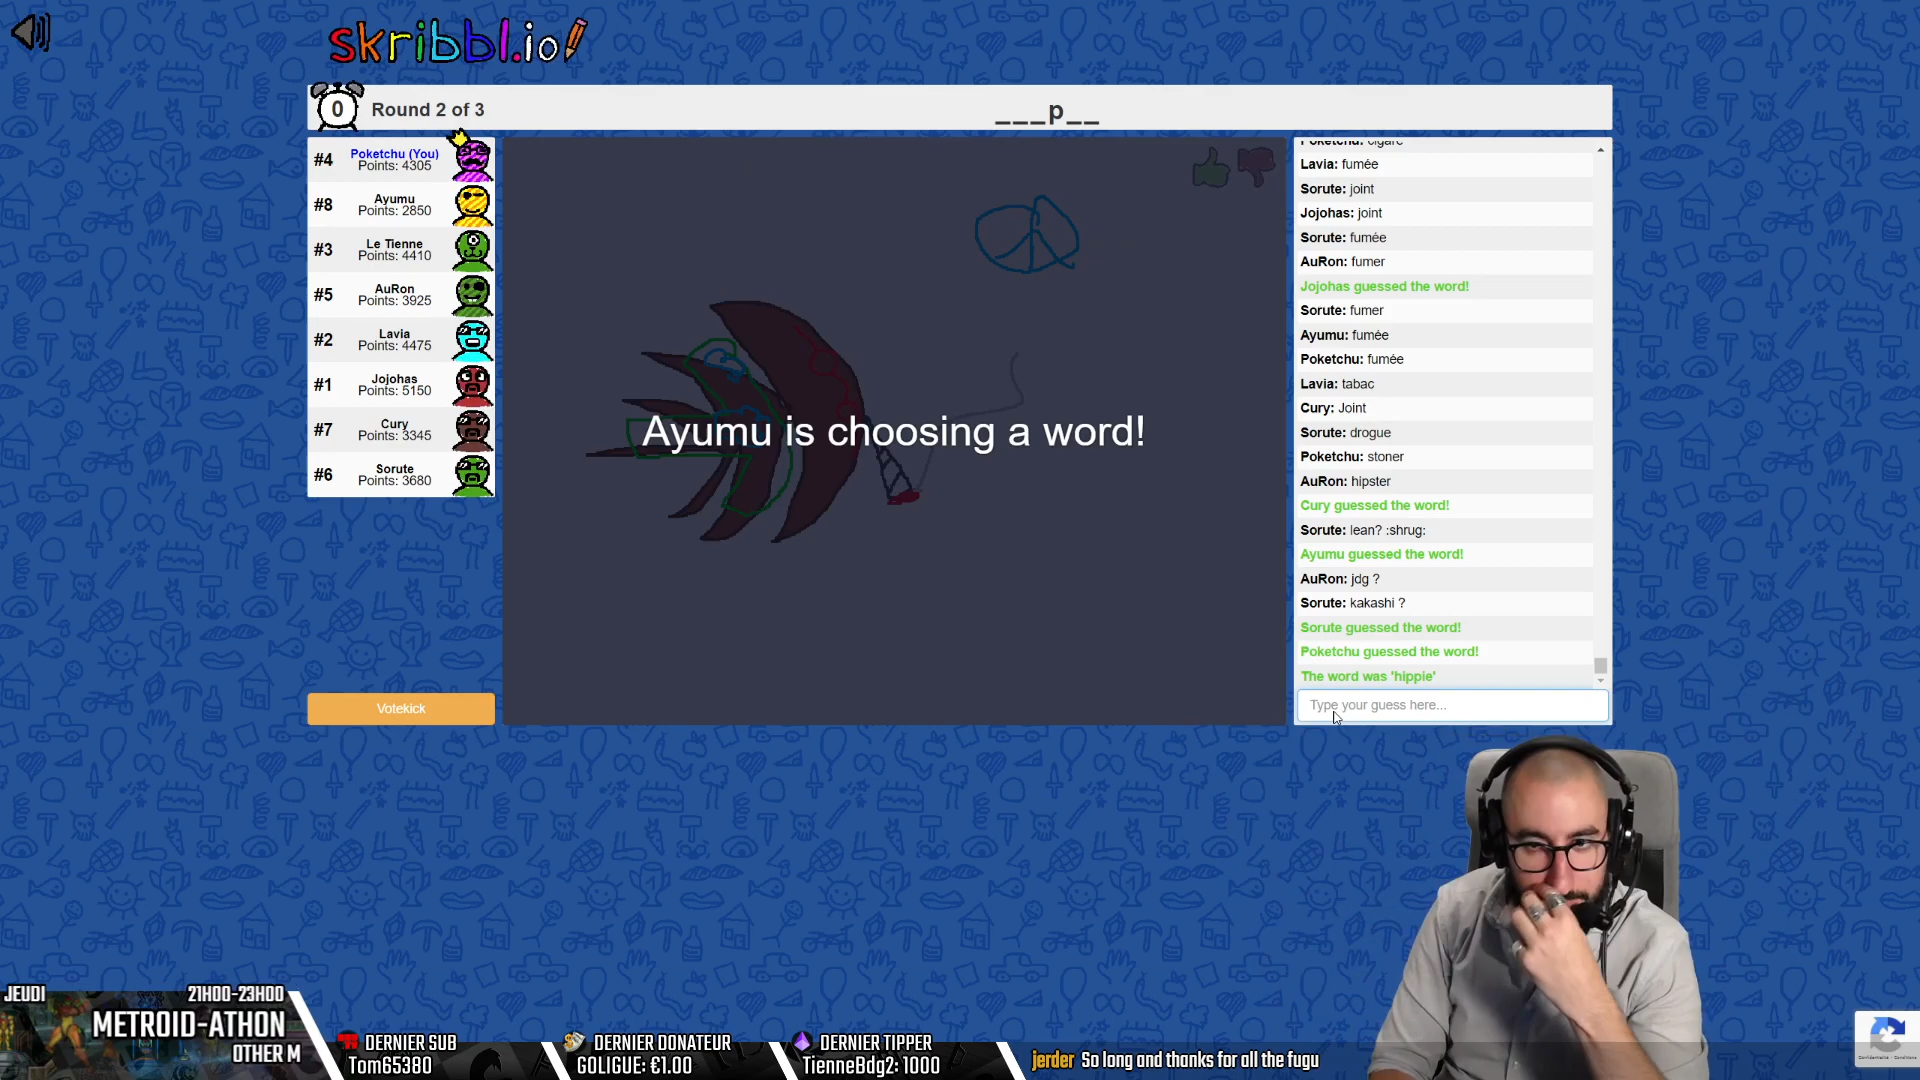 skribbl.io
0
Round 2 of 3
___p__
#4
Poketchu (You)
Points: 4305
#8
Ayumu
Points: 2850
#3
Le Tienne
Points: 4410
#5
AuRon
Points: 3925
#2
Lavia
Points: 4475
#1
Jojohas
Points: 5150
#7
Cury
Points: 3345
#6
Sorute
Points: 3680
Votekick
Ayumu is choosing a word!
Poketchu: cigare
Lavia: fumée
Sorute: joint
Jojohas: joint
Sorute: fumée
AuRon: fumer
Jojohas guessed the word!
Sorute: fumer
Ayumu: fumée
Poketchu: fumée
Lavia: tabac
Cury: Joint
Sorute: drogue
Poketchu: stoner
AuRon: hipster
Cury guessed the word!
Sorute: lean? :shrug:
Ayumu guessed the word!
AuRon: jdg ?
Sorute: kakashi ?
Sorute guessed the word!
Poketchu guessed the word!
The word was 'hippie'
Type your guess here...
JEUDI
21H00-23H00
METROID-ATHON
OTHER M
DERNIER SUB
Tom65380
DERNIER DONATEUR
GOLIGUE: €1.00
DERNIER TIPPER
TienneBdg2: 1000
jerder So long and thanks for all the fugu